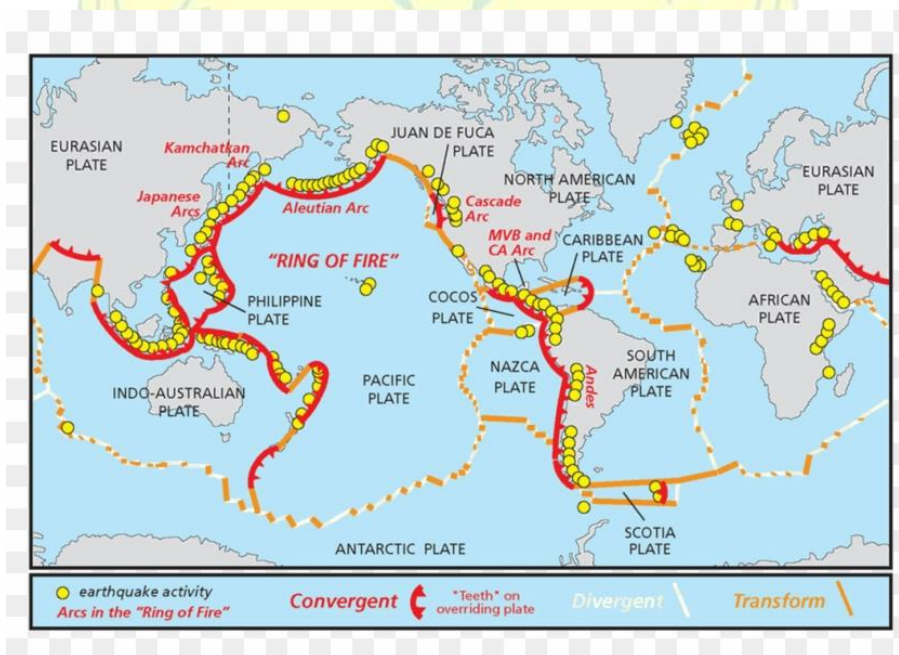 JUAN DE FUCA
PLATE
EURASIAN
PLATE
Kamchatkan
Arc
NORTH AMERICAN
PLATE
EURASIAN
PLATE
Japanese
Arcs
Aleutian Arc
Cascade
Arc
MVB and
CA Arc
CARIBBEAN
PLATE
"RING OF FIRE"
PHILIPPINE
PLATE
COCOS
PLATE
AFRICAN
PLATE
INDO-AUSTRALIAN
PLATE
PACIFIC
PLATE
NAZCA
PLATE
SOUTH
AMERICAN
PLATE
Andes
SCOTIA
PLATE
ANTARCTIC PLATE
earthquake activity
Arcs in the "Ring of Fire"
Convergent
"Teeth" on
overriding plate
Divergent
Transform